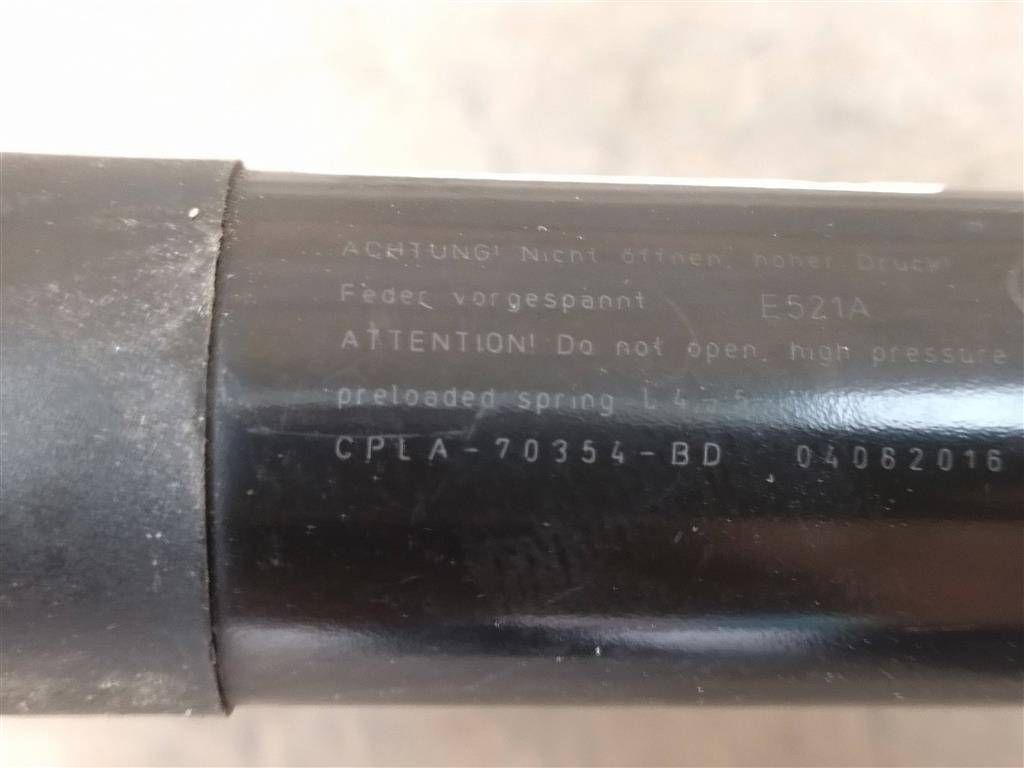 ACHTUNG! Nicht öffnen, hoher Druck!
Feder vorgespannt E521A
ATTENTION! Do not open, high pressure
preloaded spring L 4
CPLA-70354-BD 04062016